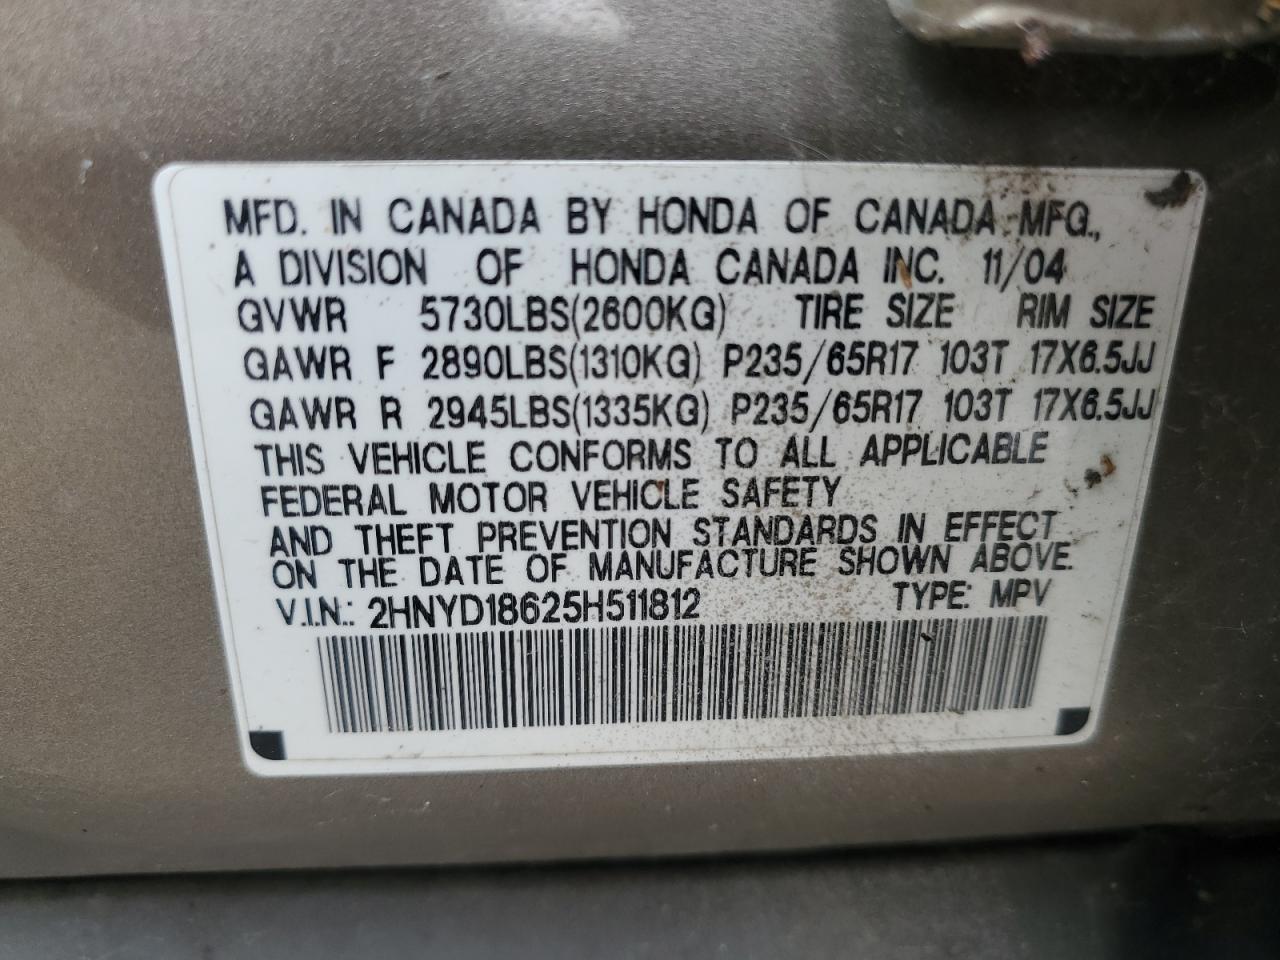 MFD. IN CANADA BY HONDA OF CANADA MFG.,
A DIVISION OF HONDA CANADA INC. 11/04
GVWR 5730LBS(2600KG) TIRE SIZE RIM SIZE
GAWR F 2890LBS(1310KG) P235/65R17 103T 17X6.5JJ
GAWR R 2945LBS(1335KG) P235/65R17 103T 17X6.5JJ
THIS VEHICLE CONFORMS TO ALL APPLICABLE
FEDERAL MOTOR VEHICLE SAFETY
AND THEFT PREVENTION STANDARDS IN EFFECT
ON THE DATE OF MANUFACTURE SHOWN ABOVE.
V.I.N.: 2HNYD18625H511812 TYPE: MPV